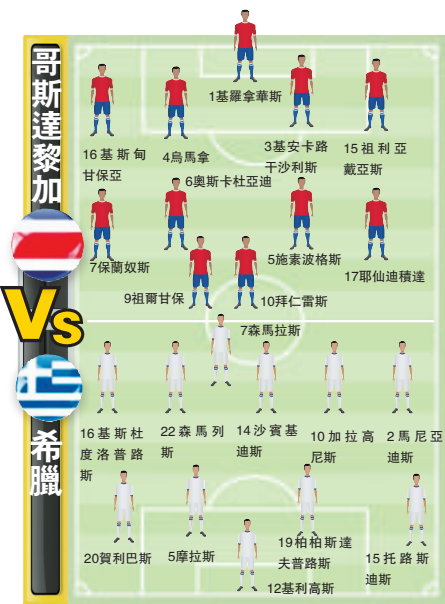 哥斯達黎加
Vs
希臘
1基羅拿華斯
16基斯甸
甘保亞
4烏馬拿
3基安卡路
干沙利斯
15祖利亞
戴亞斯
6奧斯卡杜亞迪
7保蘭奴斯
5施素波格斯
17耶仙迪積達
9祖爾甘保
10拜仁雷斯
7森馬拉斯
16基斯杜
度洛普路
斯
22森馬列
斯
14沙賓基
迪斯
10加拉高
尼斯
2馬尼亞
迪斯
20賀利巴斯
5摩拉斯
19柏柏斯達
夫普路斯
15托路斯
迪斯
12基利高斯